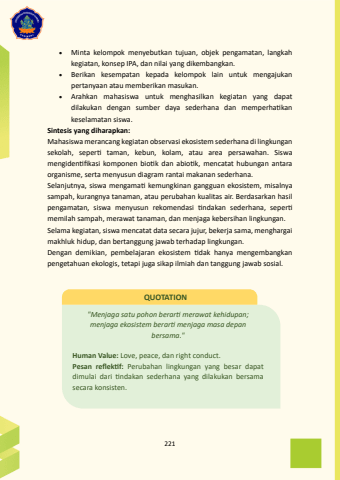 • Minta kelompok menyebutkan tujuan, objek pengamatan, langkah
kegiatan, konsep IPA, dan nilai yang dikembangkan.
• Berikan kesempatan kepada kelompok lain untuk mengajukan
pertanyaan atau memberikan masukan.
• Arahkan mahasiswa untuk menghasilkan kegiatan yang dapat
dilakukan dengan sumber daya sederhana dan memperhatikan
keselamatan siswa.
Sintesis yang diharapkan:
Mahasiswa merancang kegiatan observasi ekosistem sederhana di lingkungan
sekolah, seperti taman, kebun, kolam, atau area persawahan. Siswa
mengidentifikasi komponen biotik dan abiotik, mencatat hubungan antara
organisme, serta menyusun diagram rantai makanan sederhana.
Selanjutnya, siswa mengamati kemungkinan gangguan ekosistem, misalnya
sampah, kurangnya tanaman, atau perubahan kualitas air. Berdasarkan hasil
pengamatan, siswa menyusun rekomendasi tindakan sederhana, seperti
memilah sampah, merawat tanaman, dan menjaga kebersihan lingkungan.
Selama kegiatan, siswa mencatat data secara jujur, bekerja sama, menghargai
makhluk hidup, dan bertanggung jawab terhadap lingkungan.
Dengan demikian, pembelajaran ekosistem tidak hanya mengembangkan
pengetahuan ekologis, tetapi juga sikap ilmiah dan tanggung jawab sosial.
QUOTATION
"Menjaga satu pohon berarti merawat kehidupan;
menjaga ekosistem berarti menjaga masa depan
bersama."
Human Value: Love, peace, dan right conduct.
Pesan reflektif: Perubahan lingkungan yang besar dapat
dimulai dari tindakan sederhana yang dilakukan bersama
secara konsisten.
221